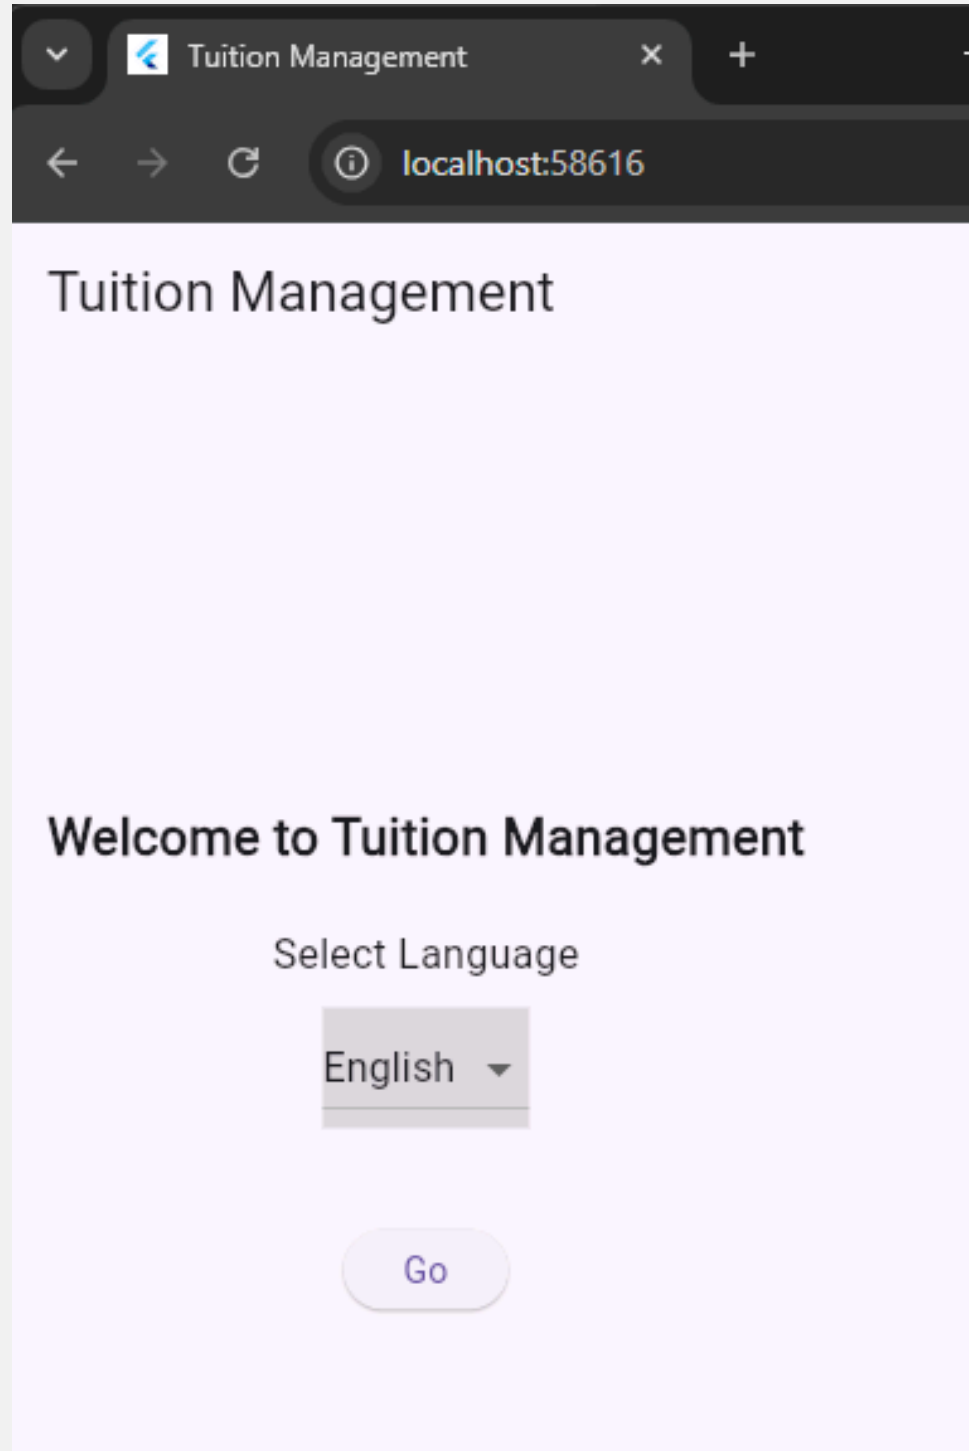 Tuition Management
localhost:58616
Tuition Management
Welcome to Tuition Management
Select Language
English
Go